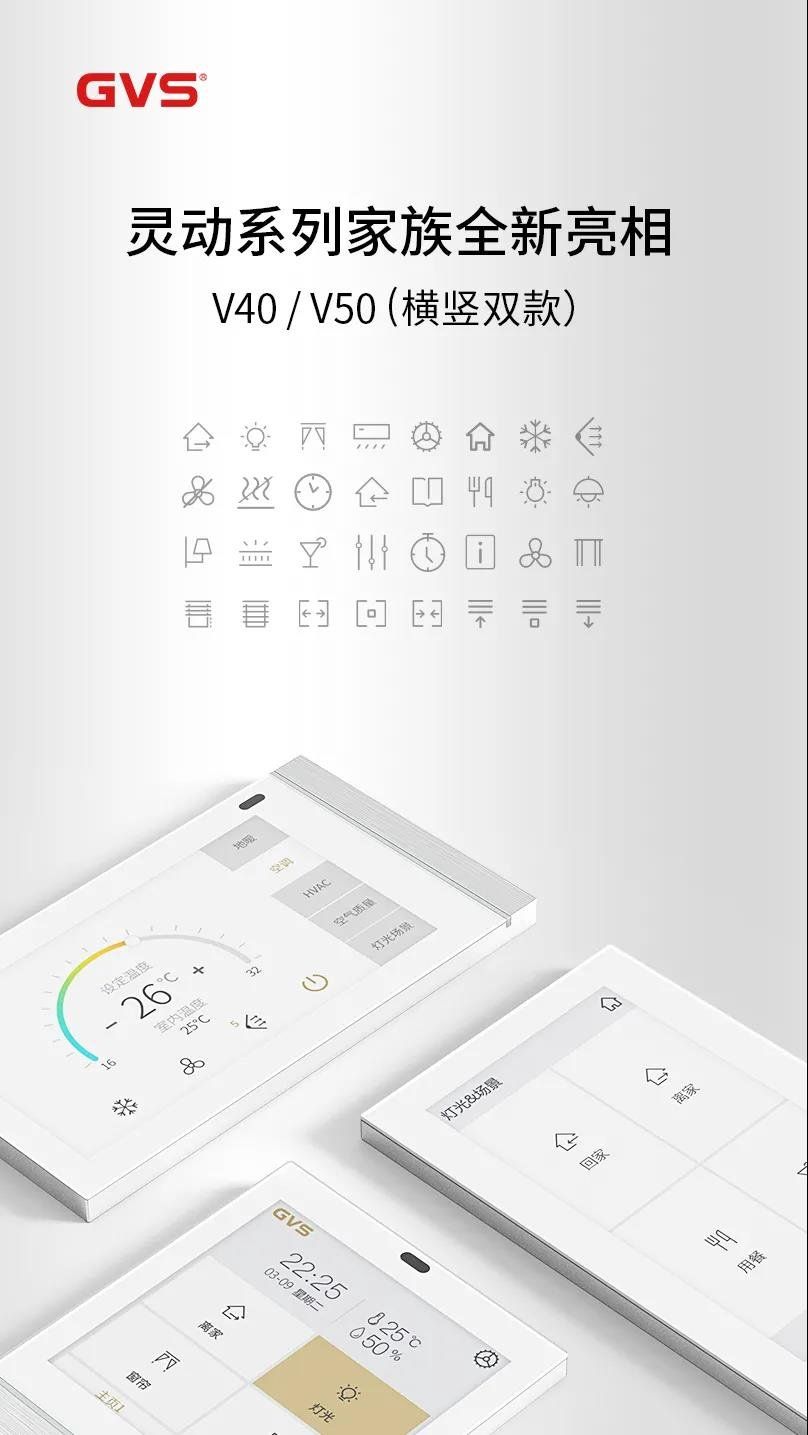 GVS®
灵动系列家族全新亮相
V40 / V50 (横竖双款)
地暖
空调
HVAC
空气质量
灯光场景
设定温度
- 26°C +
室内温度
25°C
16
32
5
灯光&场景
离家
回家
用餐
GVS
22:25
03-09 星期二
25°C
50%
离家
窗帘
灯光
主页1